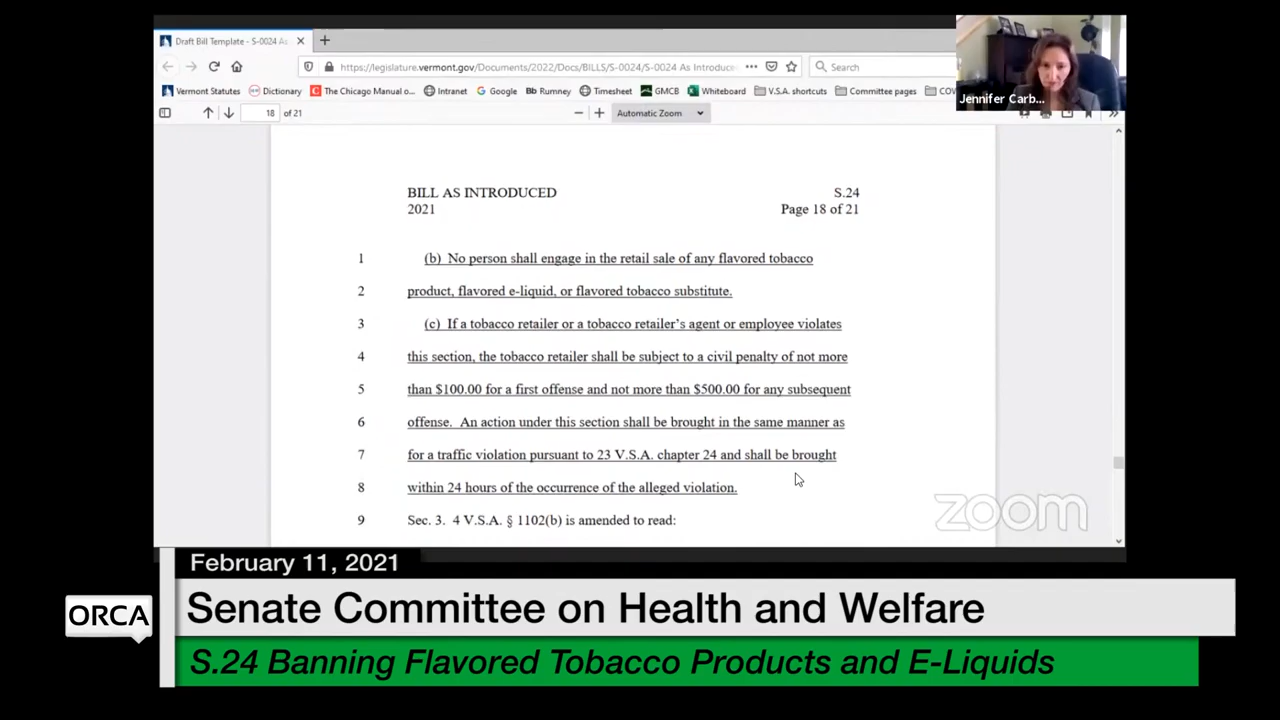 Draft Bill Template - S-0024 As
https://legislature.vermont.gov/Documents/2022/Docs/BILLS/S-0024/S-0024 As Introduce
Search
Vermont Statutes Dictionary The Chicago Manual o Intranet Google Bb Rumney Timesheet GMCB Whiteboard V.S.A. shortcuts Committee pages COV
18 of 21
Automatic Zoom
Jennifer Carb...
BILL AS INTRODUCED S.24
2021 Page 18 of 21
1 (b) No person shall engage in the retail sale of any flavored tobacco
2 product, flavored e-liquid, or flavored tobacco substitute.
3 (c) If a tobacco retailer or a tobacco retailer's agent or employee violates
4 this section, the tobacco retailer shall be subject to a civil penalty of not more
5 than $100.00 for a first offense and not more than $500.00 for any subsequent
6 offense. An action under this section shall be brought in the same manner as
7 for a traffic violation pursuant to 23 V.S.A. chapter 24 and shall be brought
8 within 24 hours of the occurrence of the alleged violation.
9 Sec. 3. 4 V.S.A. § 1102(b) is amended to read:
zoom
February 11, 2021
ORCA
Senate Committee on Health and Welfare
S.24 Banning Flavored Tobacco Products and E-Liquids